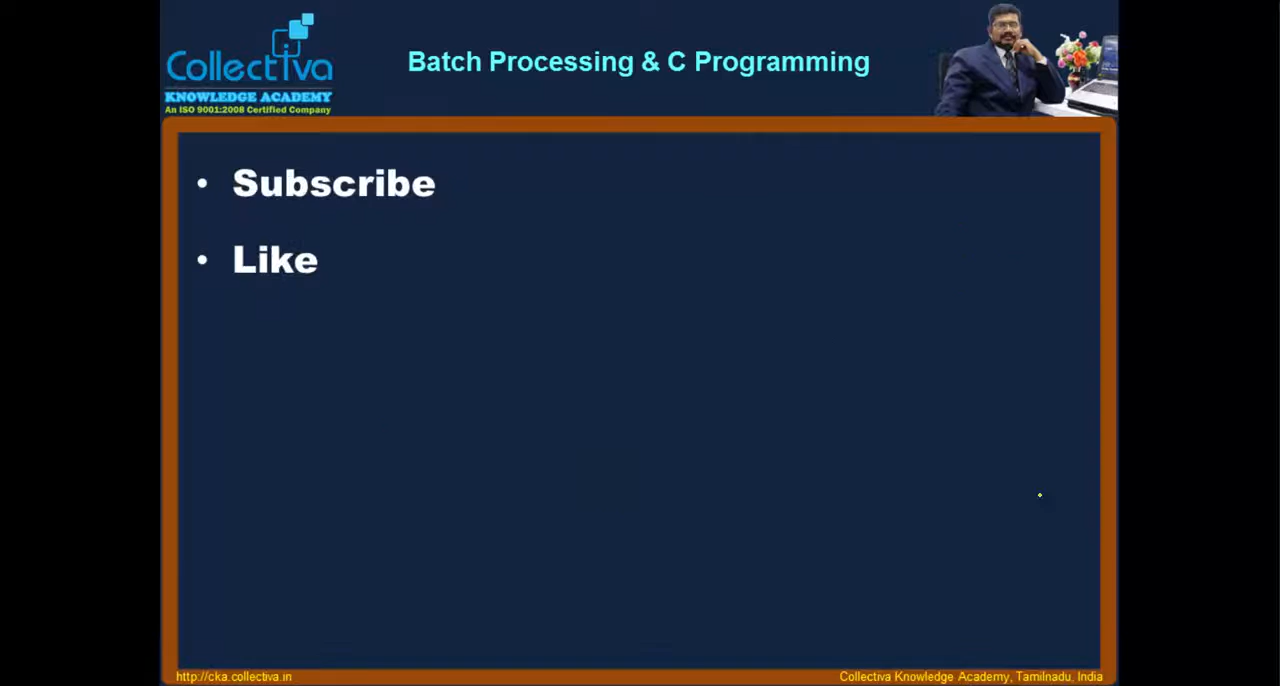 Collectiva
KNOWLEDGE ACADEMY
An ISO 9001:2008 Certified Company
Batch Processing & C Programming
• Subscribe
• Like
http://cka.collectiva.in
Collectiva Knowledge Academy, Tamilnadu, India